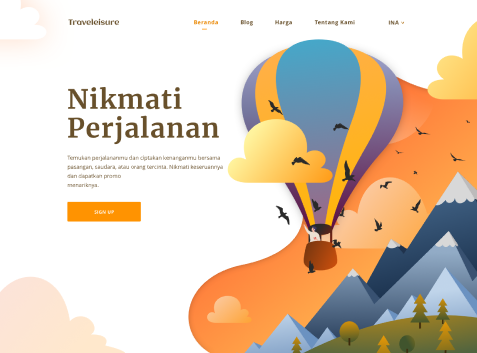 Traveleisure
Beranda
Blog
Harga
Tentang Kami
INA
Nikmati
Perjalanan
Temukan perjalananmu dan ciptakan kenanganmu bersama
pasangan, saudara, atau orang tercinta. Nikmati keseruannya
dan dapatkan promo
menariknya.
SIGN UP